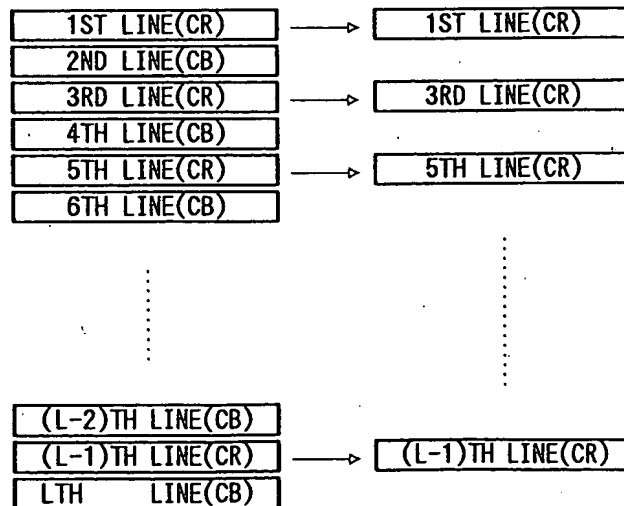 1ST LINE(CR)
1ST LINE(CR)
2ND LINE(CB)
3RD LINE(CR)
3RD LINE(CR)
4TH LINE(CB)
5TH LINE(CR)
5TH LINE(CR)
6TH LINE(CB)
(L-2)TH LINE(CB)
(L-1)TH LINE(CR)
(L-1)TH LINE(CR)
LTH LINE(CB)